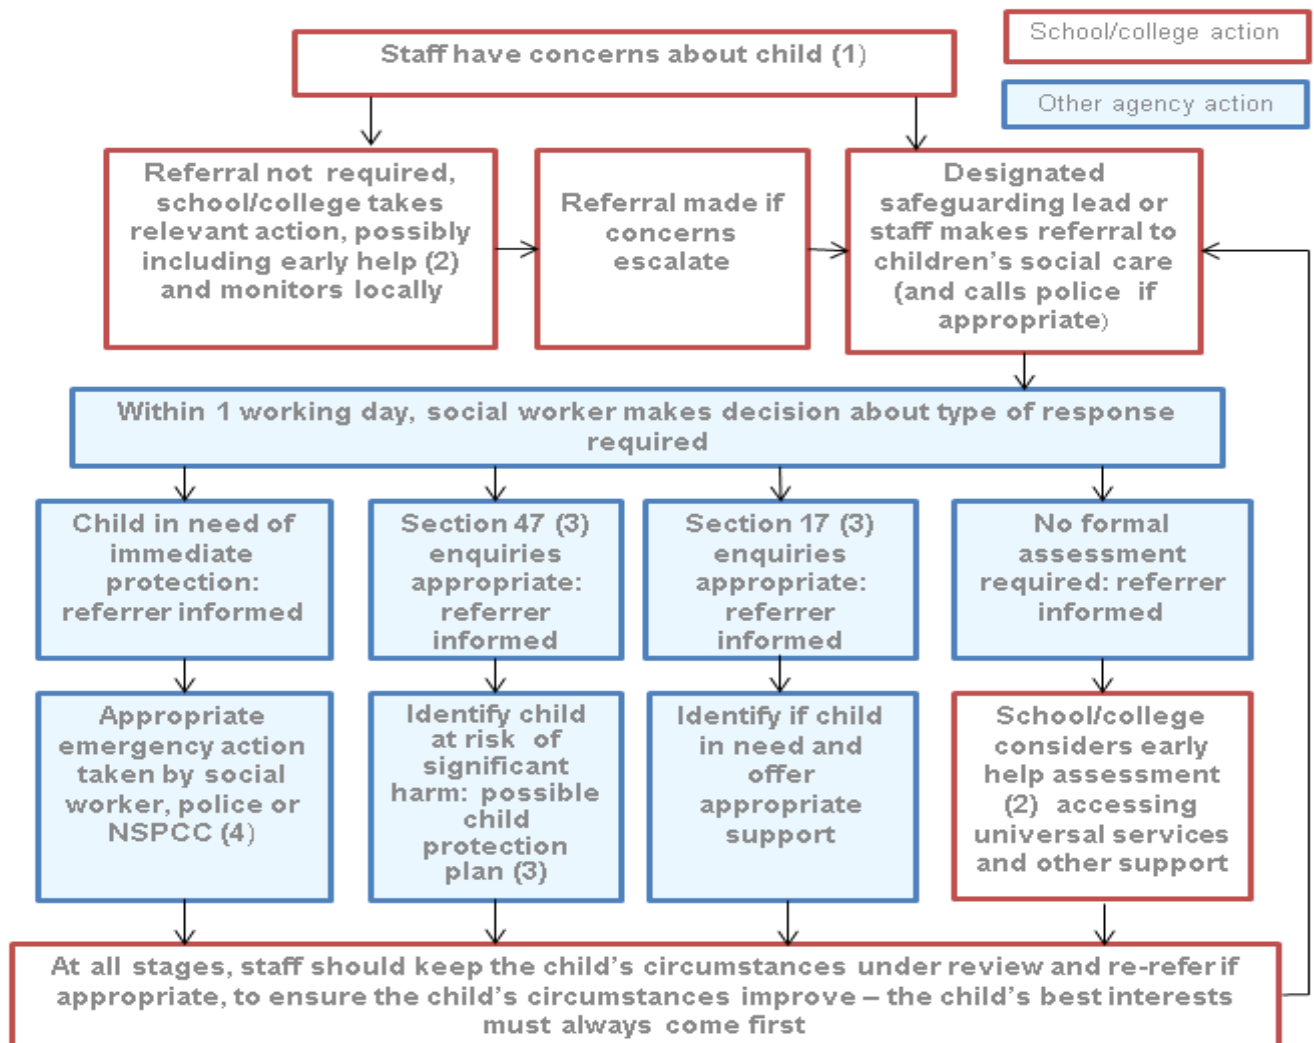 School/college action
Staff have concerns about child (1)
Other agency action
Referral not required,
school/college takes
relevant action, possibly
including early help (2)
and monitors locally
Referral made if
concerns
escalate
Designated
safeguarding lead or
staff makes referral to
children's social care
(and calls police if
appropriate)
Within 1 working day, social worker makes decision about type of response
required
Child in need of
immediate
protection:
referrer informed
Section 47 (3)
enquiries
appropriate:
referrer
informed
Section 17 (3)
enquiries
appropriate:
referrer
informed
No formal
assessment
required: referrer
informed
Appropriate
emergency action
taken by social
worker, police or
NSPCC (4)
Identify child
at risk of
significant
harm: possible
child
protection
plan (3)
Identify if child
in need and
offer
appropriate
support
School/college
considers early
help assessment
(2) accessing
universal services
and other support
At all stages, staff should keep the child's circumstances under review and re-refer if
appropriate, to ensure the child's circumstances improve – the child's best interests
must always come first